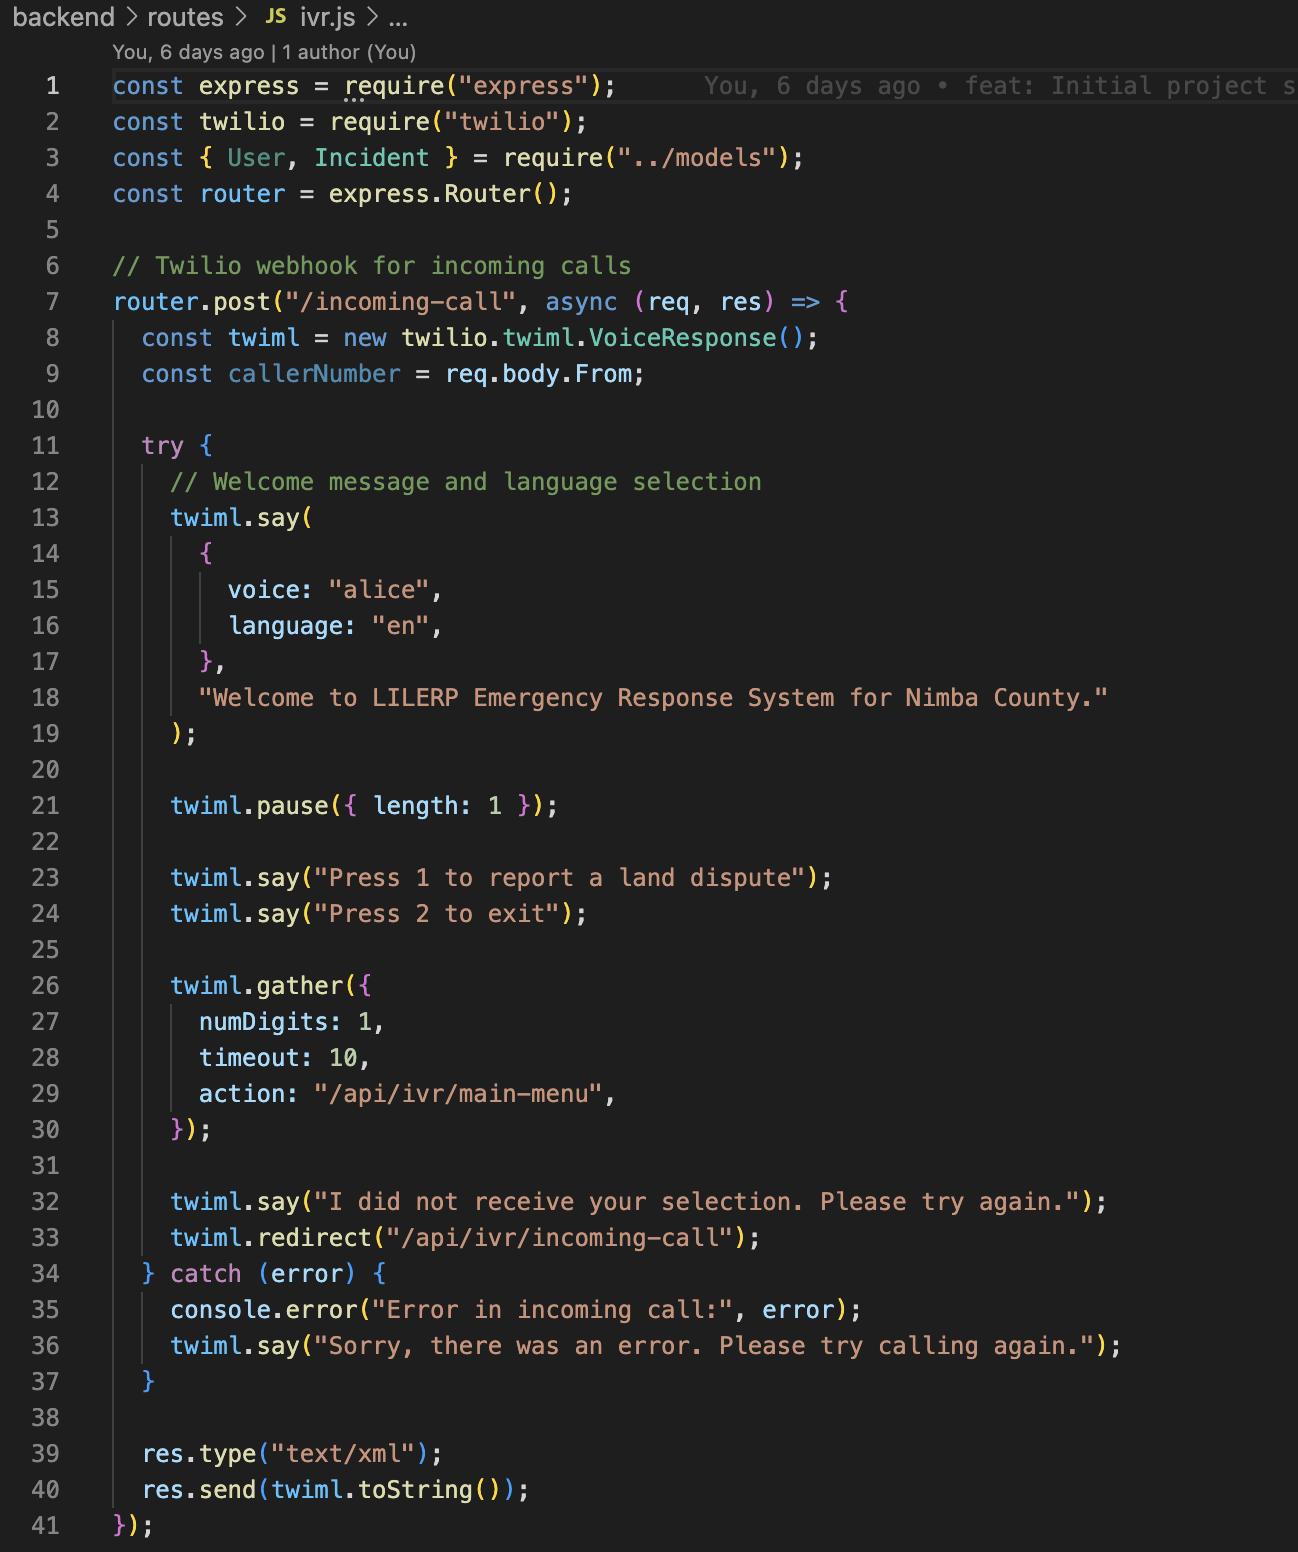 backend > routes > JS ivr.js > ...
You, 6 days ago | 1 author (You)
1 const express = require("express"); You, 6 days ago • feat: Initial project s
2 const twilio = require("twilio");
3 const { User, Incident } = require("../models");
4 const router = express.Router();
5
6 // Twilio webhook for incoming calls
7 router.post("/incoming-call", async (req, res) => {
8   const twiml = new twilio.twiml.VoiceResponse();
9   const callerNumber = req.body.From;
10
11   try {
12     // Welcome message and language selection
13     twiml.say(
14       {
15         voice: "alice",
16         language: "en",
17       },
18       "Welcome to LILERP Emergency Response System for Nimba County."
19     );
20
21     twiml.pause({ length: 1 });
22
23     twiml.say("Press 1 to report a land dispute");
24     twiml.say("Press 2 to exit");
25
26     twiml.gather({
27       numDigits: 1,
28       timeout: 10,
29       action: "/api/ivr/main-menu",
30     });
31
32     twiml.say("I did not receive your selection. Please try again.");
33     twiml.redirect("/api/ivr/incoming-call");
34   } catch (error) {
35     console.error("Error in incoming call:", error);
36     twiml.say("Sorry, there was an error. Please try calling again.");
37   }
38
39   res.type("text/xml");
40   res.send(twiml.toString());
41 });